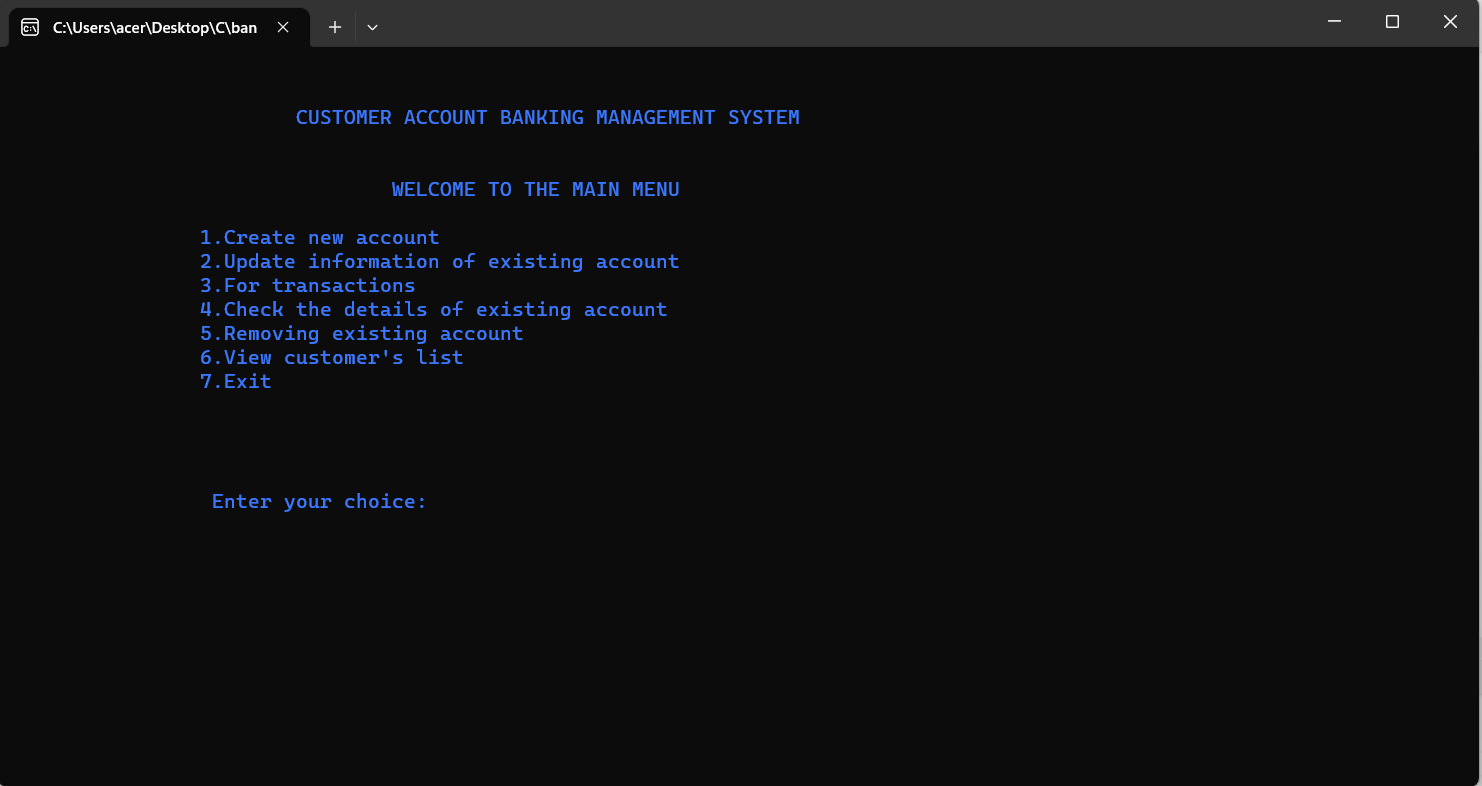 C:\Users\acer\Desktop\C\ban
CUSTOMER ACCOUNT BANKING MANAGEMENT SYSTEM
WELCOME TO THE MAIN MENU
1.Create new account
2.Update information of existing account
3.For transactions
4.Check the details of existing account
5.Removing existing account
6.View customer's list
7.Exit
Enter your choice: